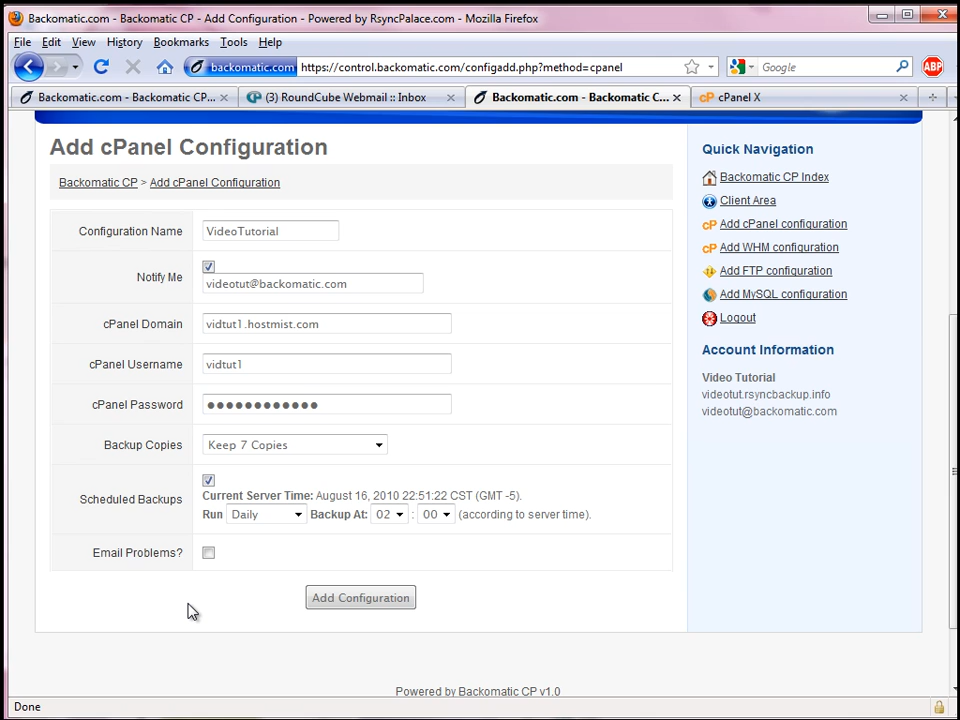 Backomatic.com - Backomatic CP - Add Configuration - Powered by RsyncPalace.com - Mozilla Firefox
File Edit View History Bookmarks Tools Help
backomatic.com https://control.backomatic.com/configadd.php?method=cpanel Google ABP
Backomatic.com - Backomatic CP... (3) RoundCube Webmail :: Inbox Backomatic.com - Backomatic C... cP cPanel X
Add cPanel Configuration
Backomatic CP > Add cPanel Configuration
Configuration Name VideoTutorial
Notify Me
videotut@backomatic.com
cPanel Domain vidtut1.hostmist.com
cPanel Username vidtut1
cPanel Password ●●●●●●●●●●●●
Backup Copies Keep 7 Copies
Scheduled Backups
Current Server Time: August 16, 2010 22:51:22 CST (GMT -5).
Run Daily Backup At: 02 : 00 (according to server time).
Email Problems?
Add Configuration
Quick Navigation
Backomatic CP Index
Client Area
cP Add cPanel configuration
cP Add WHM configuration
Add FTP configuration
Add MySQL configuration
Logout
Account Information
Video Tutorial
videotut.rsyncbackup.info
videotut@backomatic.com
Powered by Backomatic CP v1.0
Done